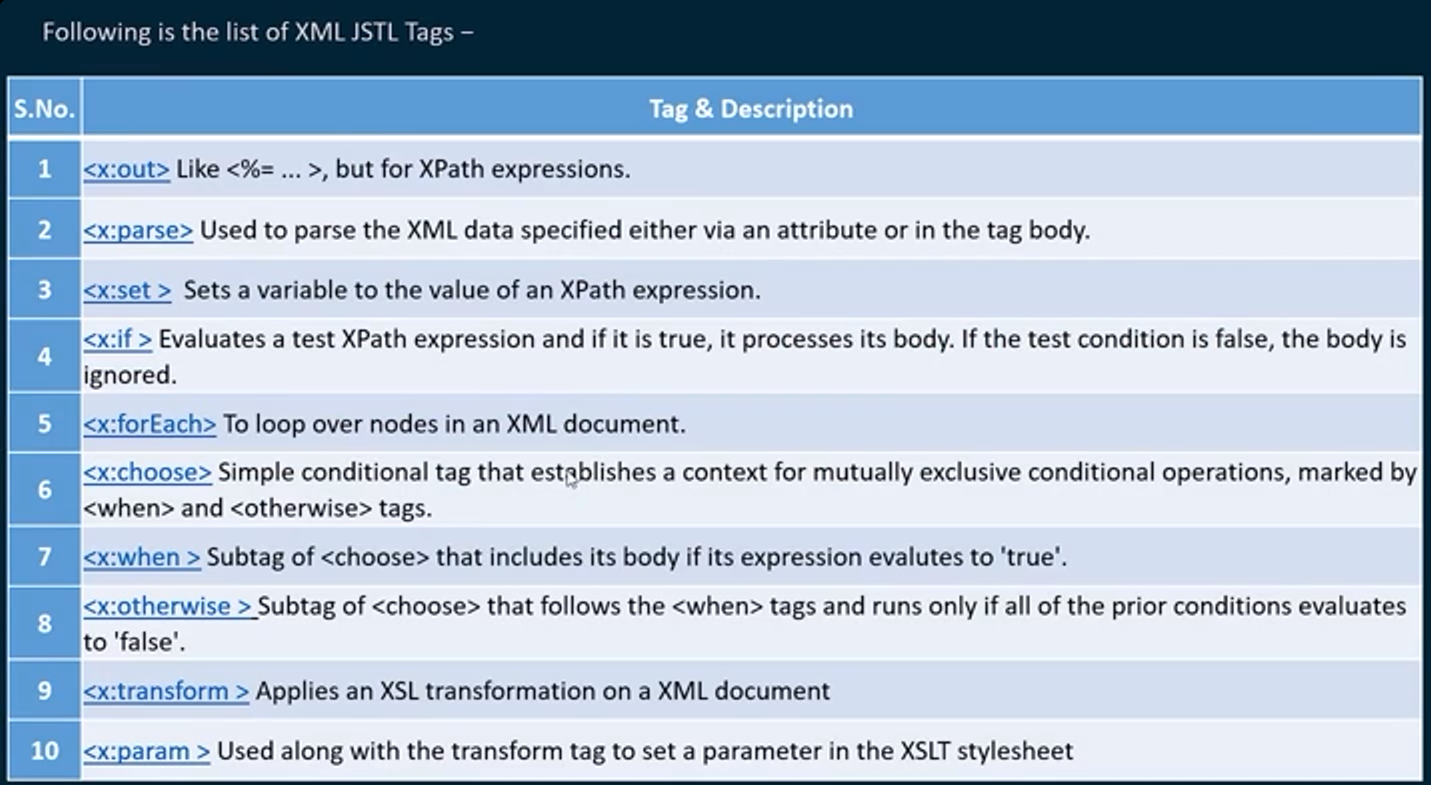 Following is the list of XML JSTL Tags –
S.No. Tag & Description
1 <x:out> Like <%= ... >, but for XPath expressions.
2 <x:parse> Used to parse the XML data specified either via an attribute or in the tag body.
3 <x:set > Sets a variable to the value of an XPath expression.
4 <x:if > Evaluates a test XPath expression and if it is true, it processes its body. If the test condition is false, the body is
ignored.
5 <x:forEach> To loop over nodes in an XML document.
6 <x:choose> Simple conditional tag that establishes a context for mutually exclusive conditional operations, marked by
<when> and <otherwise> tags.
7 <x:when > Subtag of <choose> that includes its body if its expression evalutes to 'true'.
8 <x:otherwise > Subtag of <choose> that follows the <when> tags and runs only if all of the prior conditions evaluates
to 'false'.
9 <x:transform > Applies an XSL transformation on a XML document
10 <x:param > Used along with the transform tag to set a parameter in the XSLT stylesheet